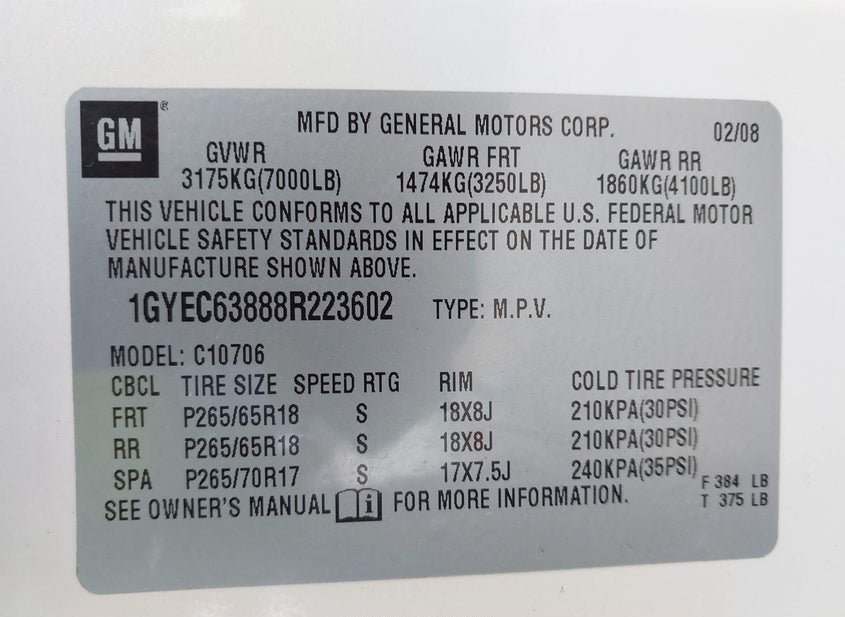 GM ®
MFD BY GENERAL MOTORS CORP. 02/08
GVWR GAWR FRT GAWR RR
3175KG(7000LB) 1474KG(3250LB) 1860KG(4100LB)
THIS VEHICLE CONFORMS TO ALL APPLICABLE U.S. FEDERAL MOTOR
VEHICLE SAFETY STANDARDS IN EFFECT ON THE DATE OF
MANUFACTURE SHOWN ABOVE.
1GYEC63888R223602 TYPE: M.P.V.
MODEL: C10706
CBCL TIRE SIZE SPEED RTG RIM COLD TIRE PRESSURE
FRT P265/65R18 S 18X8J 210KPA(30PSI)
RR P265/65R18 S 18X8J 210KPA(30PSI)
SPA P265/70R17 S 17X7.5J 240KPA(35PSI) F 384 LB
SEE OWNER'S MANUAL i FOR MORE INFORMATION. T 375 LB